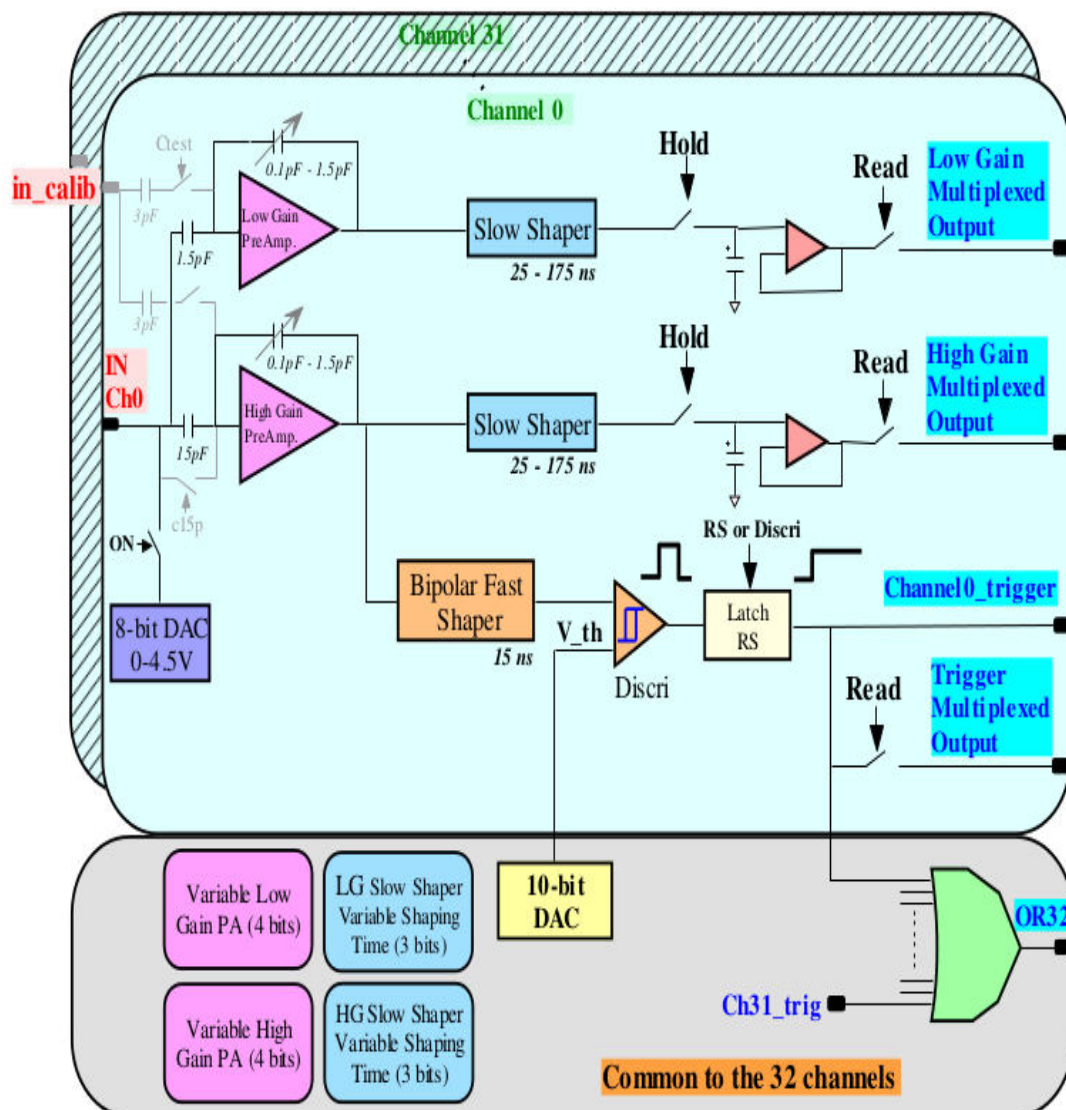 Channel 31
Channel 0
Ctest
0.1pF - 1.5pF
Hold
Low Gain
Multiplexed
Output
Read
in_calib
3pF
Low Gain
PreAmp.
Slow Shaper
1.5pF
25 - 175 ns
3pF
0.1pF - 1.5pF
Hold
High Gain
Multiplexed
Output
Read
IN
Ch0
High Gain
PreAmp.
Slow Shaper
15pF
25 - 175 ns
c15p
ON
RS or Discri
Bipolar Fast
Shaper
15 ns
V_th
Discri
Latch
RS
Channel0_trigger
8-bit DAC
0-4.5V
Read
Trigger
Multiplexed
Output
Variable Low
Gain PA (4 bits)
LG Slow Shaper
Variable Shaping
Time (3 bits)
10-bit
DAC
OR32
Variable High
Gain PA (4 bits)
HG Slow Shaper
Variable Shaping
Time (3 bits)
Ch31_trig
Common to the 32 channels